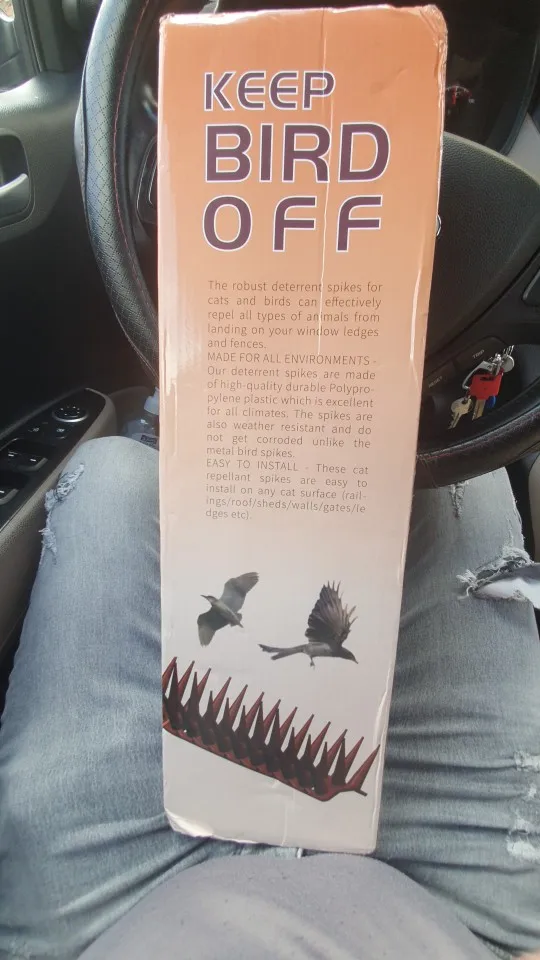 KEEP
BIRD
OFF
The robust deterrent spikes for
cats and birds can effectively
repel all types of animals from
landing on your window ledges
and fences.
MADE FOR ALL ENVIRONMENTS -
Our deterrent spikes are made
of high-quality durable Polypro-
pylene plastic which is excellent
for all climates. The spikes are
also weather resistant and do
not get corroded unlike the
metal bird spikes.
EASY TO INSTALL - These cat
repellant spikes are easy to
install on any cat surface (rail-
ings/roof/sheds/walls/gates/le
dges etc).